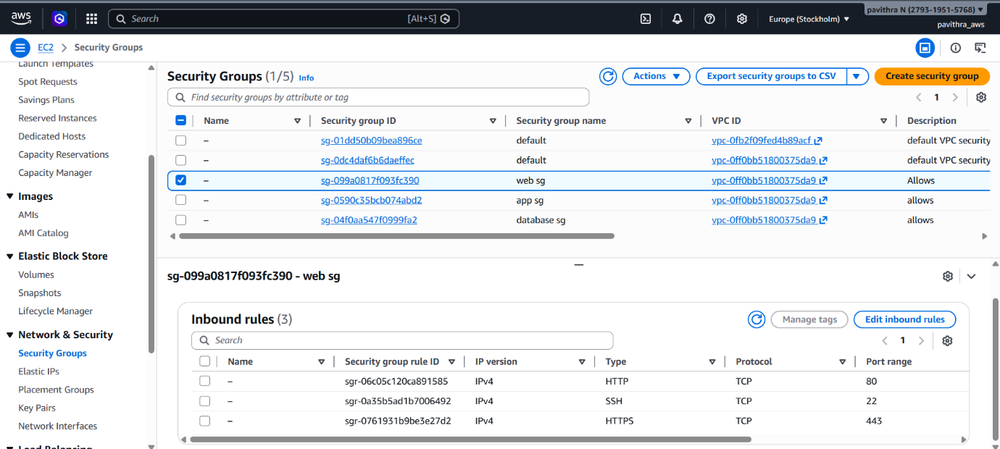 aws
Search [Alt+S]
Europe (Stockholm)
pavithra N (2793-1951-5768)
pavithra_aws
EC2 > Security Groups
Launch Templates
Spot Requests
Savings Plans
Reserved Instances
Dedicated Hosts
Capacity Reservations
Capacity Manager
Images
AMIs
AMI Catalog
Elastic Block Store
Volumes
Snapshots
Lifecycle Manager
Network & Security
Security Groups
Elastic IPs
Placement Groups
Key Pairs
Network Interfaces
Load Balancing
Security Groups (1/5) Info
Actions
Export security groups to CSV
Create security group
Find security groups by attribute or tag
1
Name Security group ID Security group name VPC ID Description
– sg-01dd50b09bea896ce default vpc-0fb2f09fed4b89acf default VPC security
– sg-0dc4daf6b6daeffec default vpc-0ff0bb51800375da9 default VPC security
– sg-099a0817f093fc390 web sg vpc-0ff0bb51800375da9 Allows
– sg-0590c35bcb074abd2 app sg vpc-0ff0bb51800375da9 allows
– sg-04f0aa547f0999fa2 database sg vpc-0ff0bb51800375da9 allows
sg-099a0817f093fc390 - web sg
Inbound rules (3)
Manage tags
Edit inbound rules
Search
1
Name Security group rule ID IP version Type Protocol Port range
– sgr-06c05c120ca891585 IPv4 HTTP TCP 80
– sgr-0a35b5ad1b7006492 IPv4 SSH TCP 22
– sgr-0761931b9be3e27d2 IPv4 HTTPS TCP 443